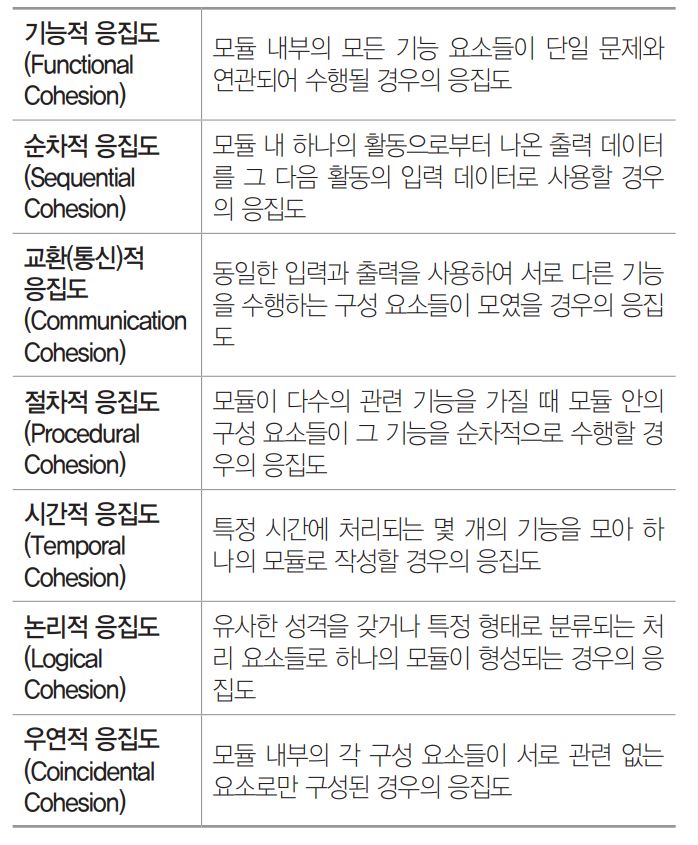 기능적 응집도
(Functional
Cohesion)
모듈 내부의 모든 기능 요소들이 단일 문제와
연관되어 수행될 경우의 응집도
순차적 응집도
(Sequential
Cohesion)
모듈 내 하나의 활동으로부터 나온 출력 데이터
를 그 다음 활동의 입력 데이터로 사용할 경우
의 응집도
교환(통신)적
응집도
(Communication
Cohesion)
동일한 입력과 출력을 사용하여 서로 다른 기능
을 수행하는 구성 요소들이 모였을 경우의 응집
도
절차적 응집도
(Procedural
Cohesion)
모듈이 다수의 관련 기능을 가질 때 모듈 안의
구성 요소들이 그 기능을 순차적으로 수행할 경
우의 응집도
시간적 응집도
(Temporal
Cohesion)
특정 시간에 처리되는 몇 개의 기능을 모아 하
나의 모듈로 작성할 경우의 응집도
논리적 응집도
(Logical
Cohesion)
유사한 성격을 갖거나 특정 형태로 분류되는 처
리 요소들로 하나의 모듈이 형성되는 경우의 응
집도
우연적 응집도
(Coincidental
Cohesion)
모듈 내부의 각 구성 요소들이 서로 관련 없는
요소로만 구성된 경우의 응집도